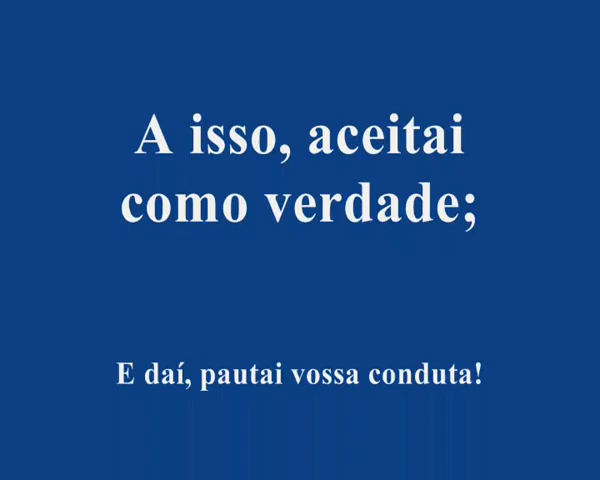 A isso, aceitai
como verdade;
E daí, pautai vossa conduta!